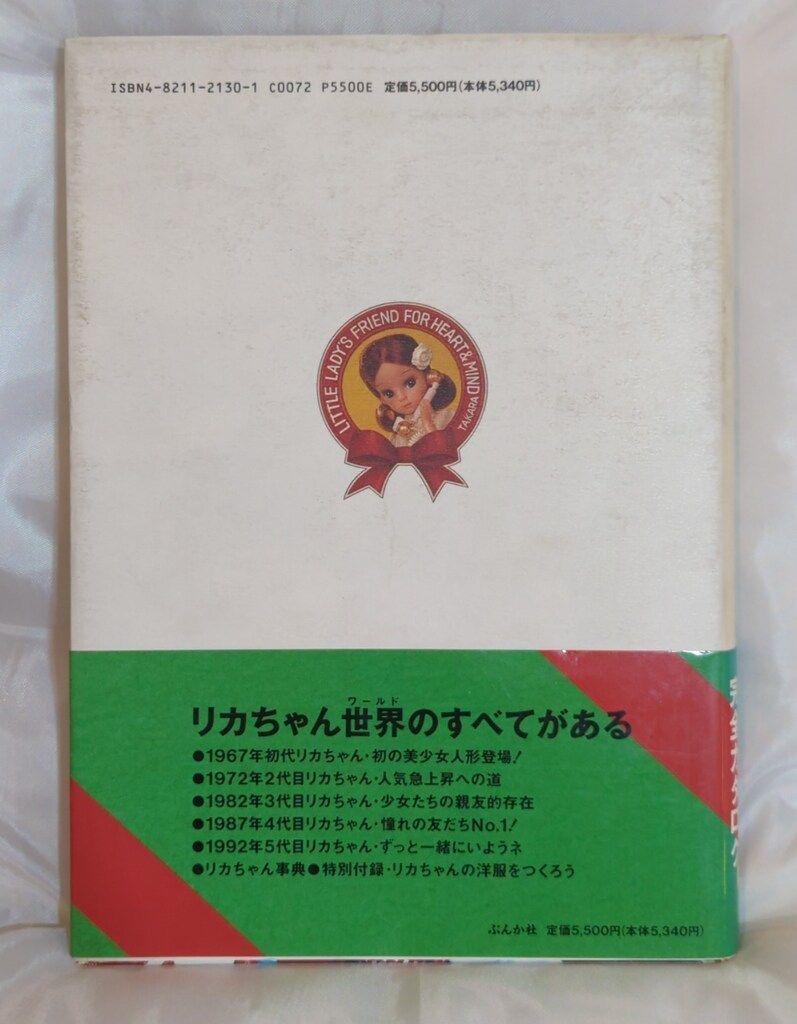 ISBN4-8211-2130-1 C0072 P5500E 定価5,500円(本体5,340円)
LITTLE LADY'S FRIEND FOR HEART & MIND
TAKARA
ワールド
リカちゃん世界のすべてがある
●1967年初代リカちゃん・初の美少女人形登場!
●1972年2代目リカちゃん・人気急上昇への道
●1982年3代目リカちゃん・少女たちの親友的存在
●1987年4代目リカちゃん・憧れの友だちNo.1!
●1992年5代目リカちゃん・ずっと一緒にいようネ
●リカちゃん事典●特別付録・リカちゃんの洋服をつくろう
ぶんか社 定価5,500円(本体5,340円)